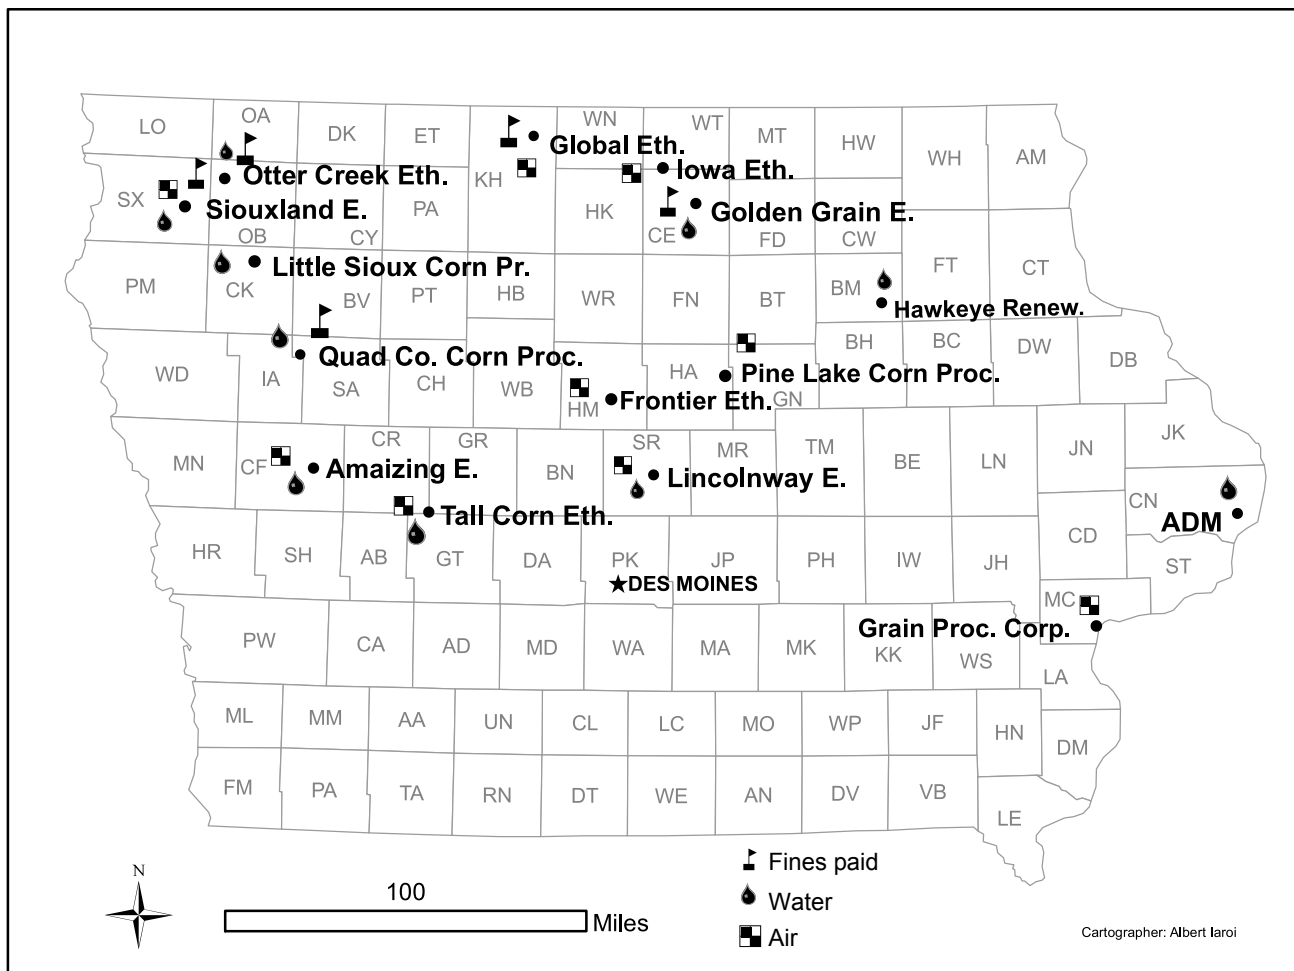 LO
OA
DK
ET
WN
WT
MT
HW
WH
AM
Global Eth.
Otter Creek Eth.
KH
Iowa Eth.
SX
Siouxland E.
PA
HK
Golden Grain E.
OB
CY
CE
FD
CW
FT
CT
PM
CK
Little Sioux Corn Pr.
BV
PT
HB
WR
FN
BT
BM
Hawkeye Renew.
WD
IA
Quad Co. Corn Proc.
SA
CH
WB
HM
Frontier Eth.
HA
Pine Lake Corn Proc.
GN
BH
BC
DW
DB
MN
CF
Amaizing E.
CR
GR
BN
SR
Lincolnway E.
MR
TM
BE
LN
JN
JK
CN
ADM
Tall Corn Eth.
HR
SH
AB
GT
DA
PK
JP
PH
IW
JH
CD
ST
DES MOINES
MC
Grain Proc. Corp.
PW
CA
AD
MD
WA
MA
MK
KK
WS
LA
ML
MM
AA
UN
CL
LC
MO
WP
JF
HN
DM
FM
PA
TA
RN
DT
WE
AN
DV
VB
LE
N
100
Miles
Fines paid
Water
Air
Cartographer: Albert Iaroi